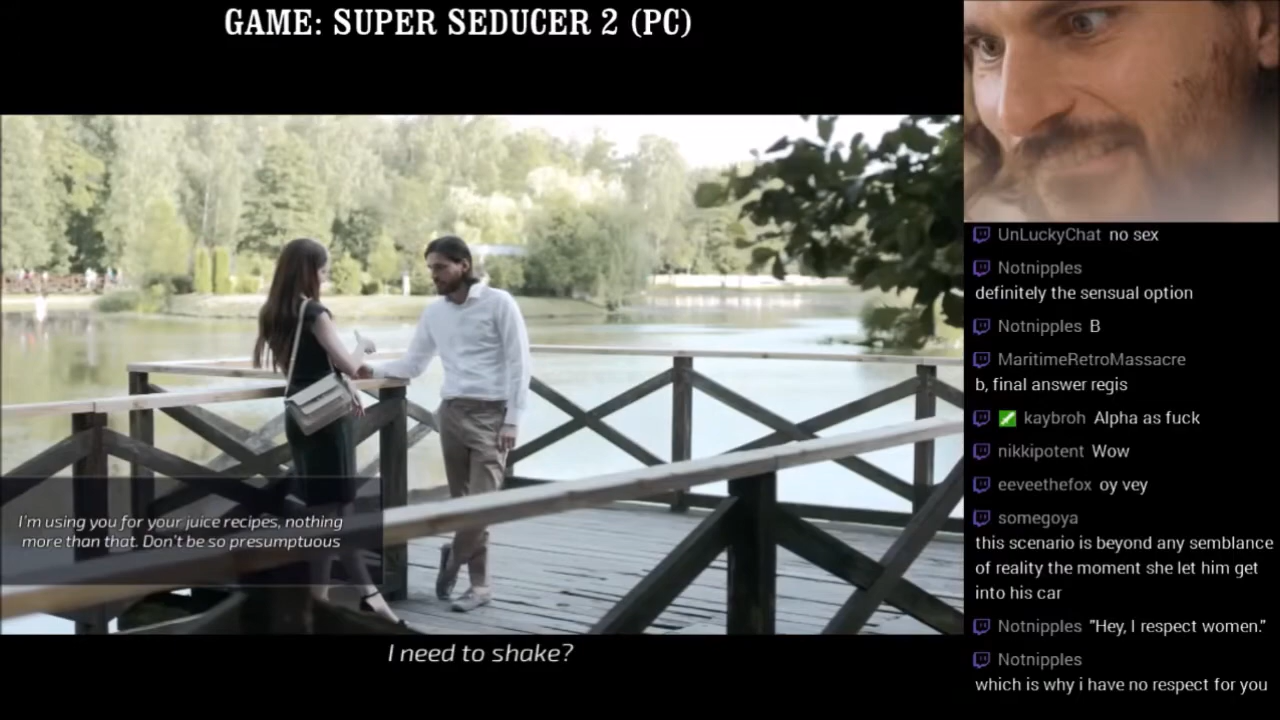 GAME: SUPER SEDUCER 2 (PC)
I'm using you for your juice recipes, nothing
more than that. Don't be so presumptuous
I need to shake?
UnLuckyChat no sex
Notnipples
definitely the sensual option
Notnipples B
MaritimeRetroMassacre
b, final answer regis
kaybroh Alpha as fuck
nikkipotent Wow
eeveethefox oy vey
somegoya
this scenario is beyond any semblance
of reality the moment she let him get
into his car
Notnipples "Hey, I respect women."
Notnipples
which is why i have no respect for you